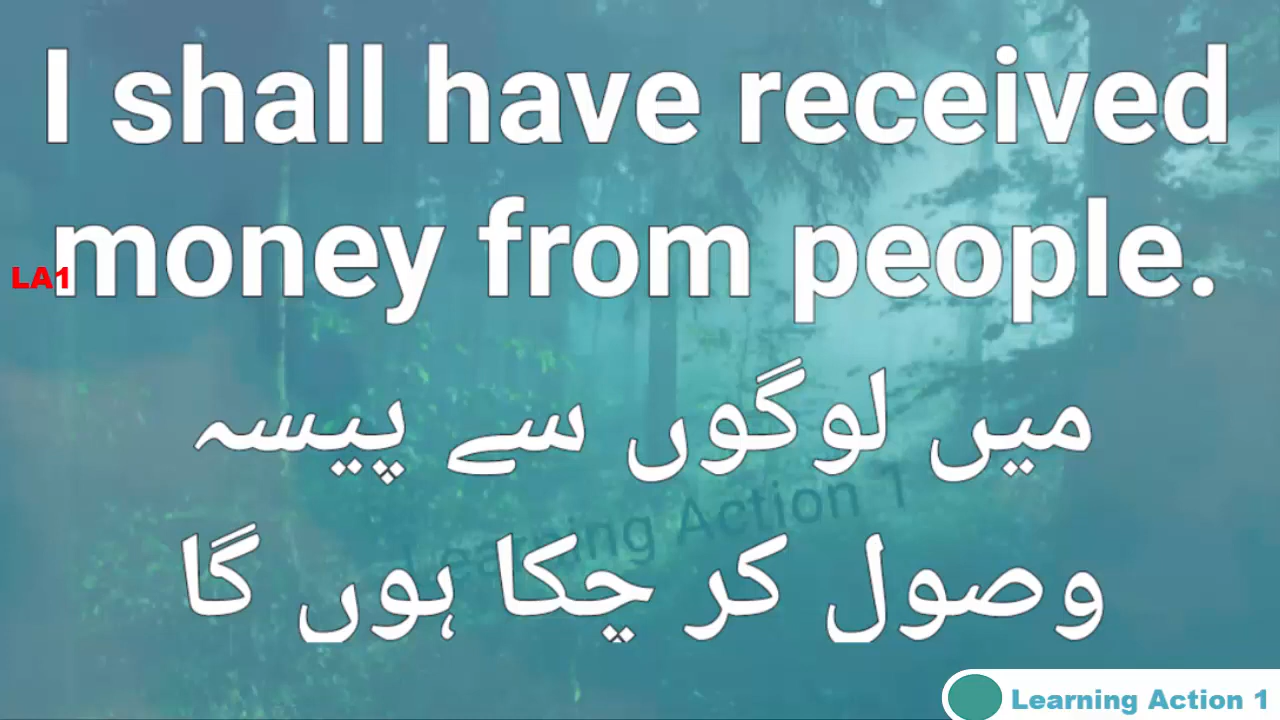 I shall have received
money from people.
LA1
میں لوگوں سے پیسہ
Learning Action 1
وصول کر چکا ہوں گا
Learning Action 1